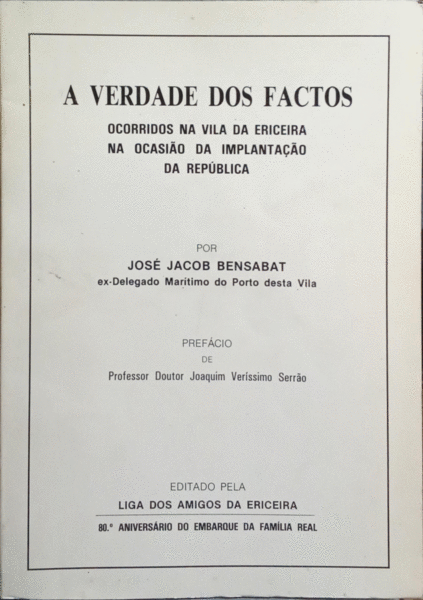 A VERDADE DOS FACTOS
OCORRIDOS NA VILA DA ERICEIRA
NA OCASIÃO DA IMPLANTAÇÃO
DA REPÚBLICA
POR
JOSÉ JACOB BENSABAT
ex-Delegado Marítimo do Porto desta Vila
PREFÁCIO
DE
Professor Doutor Joaquim Veríssimo Serrão
EDITADO PELA
LIGA DOS AMIGOS DA ERICEIRA
80.º ANIVERSÁRIO DO EMBARQUE DA FAMÍLIA REAL